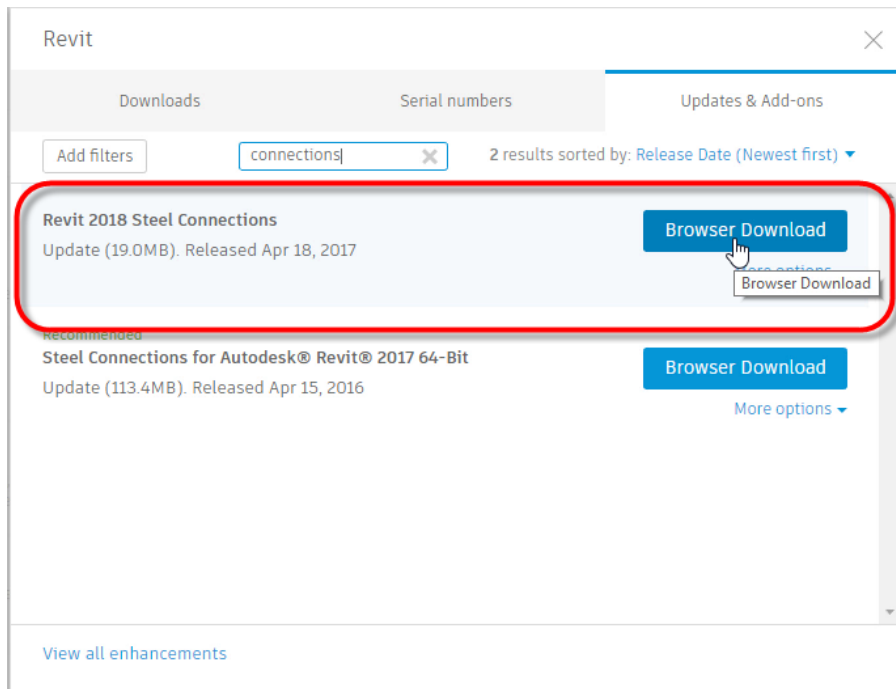 Revit
Downloads Serial numbers Updates & Add-ons
Add filters connections 2 results sorted by: Release Date (Newest first)
Revit 2018 Steel Connections
Browser Download
Update (19.0MB). Released Apr 18, 2017
More options
Browser Download
Recommended
Steel Connections for Autodesk® Revit® 2017 64-Bit
Browser Download
Update (113.4MB). Released Apr 15, 2016
More options
View all enhancements